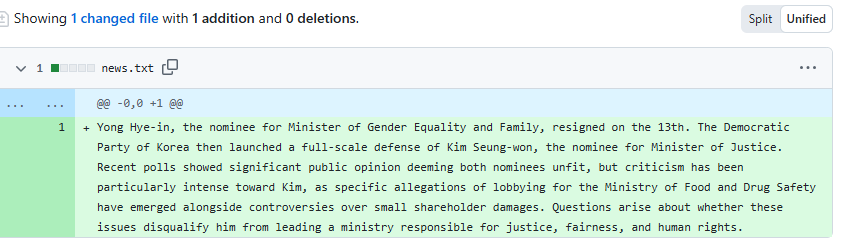 Showing 1 changed file with 1 addition and 0 deletions.
Split Unified
1 news.txt
... ... @@ -0,0 +1 @@
1 + Yong Hye-in, the nominee for Minister of Gender Equality and Family, resigned on the 13th. The Democratic
Party of Korea then launched a full-scale defense of Kim Seung-won, the nominee for Minister of Justice.
Recent polls showed significant public opinion deeming both nominees unfit, but criticism has been
particularly intense toward Kim, as specific allegations of lobbying for the Ministry of Food and Drug Safety
have emerged alongside controversies over small shareholder damages. Questions arise about whether these
issues disqualify him from leading a ministry responsible for justice, fairness, and human rights.